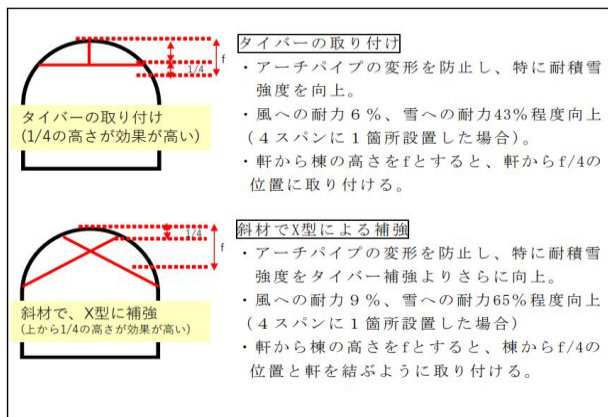 f
1/4
タイバーの取り付け
(1/4の高さが効果が高い)
タイバーの取り付け
・アーチパイプの変形を防止し、特に耐積雪
強度を向上。
・風への耐力6%、雪への耐力43%程度向上
(4スパンに1箇所設置した場合)。
・軒から棟の高さをfとすると、軒からf/4の
位置に取り付ける。
1/4
f
斜材で、X型に補強
(上から1/4の高さが効果が高い)
斜材でX型による補強
・アーチパイプの変形を防止し、特に耐積雪
強度をタイバー補強よりさらに向上。
・風への耐力9%、雪への耐力65%程度向上
(4スパンに1箇所設置した場合)
・軒から棟の高さをfとすると、棟からf/4の
位置と軒を結ぶように取り付ける。